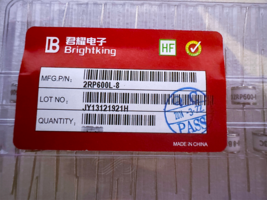 君耀电子
Brightking
HF
MFG.P/N:
2RP600L-8
LOT NO
JY13121921H
QUANTITY:
PASS
MADE IN CHINA